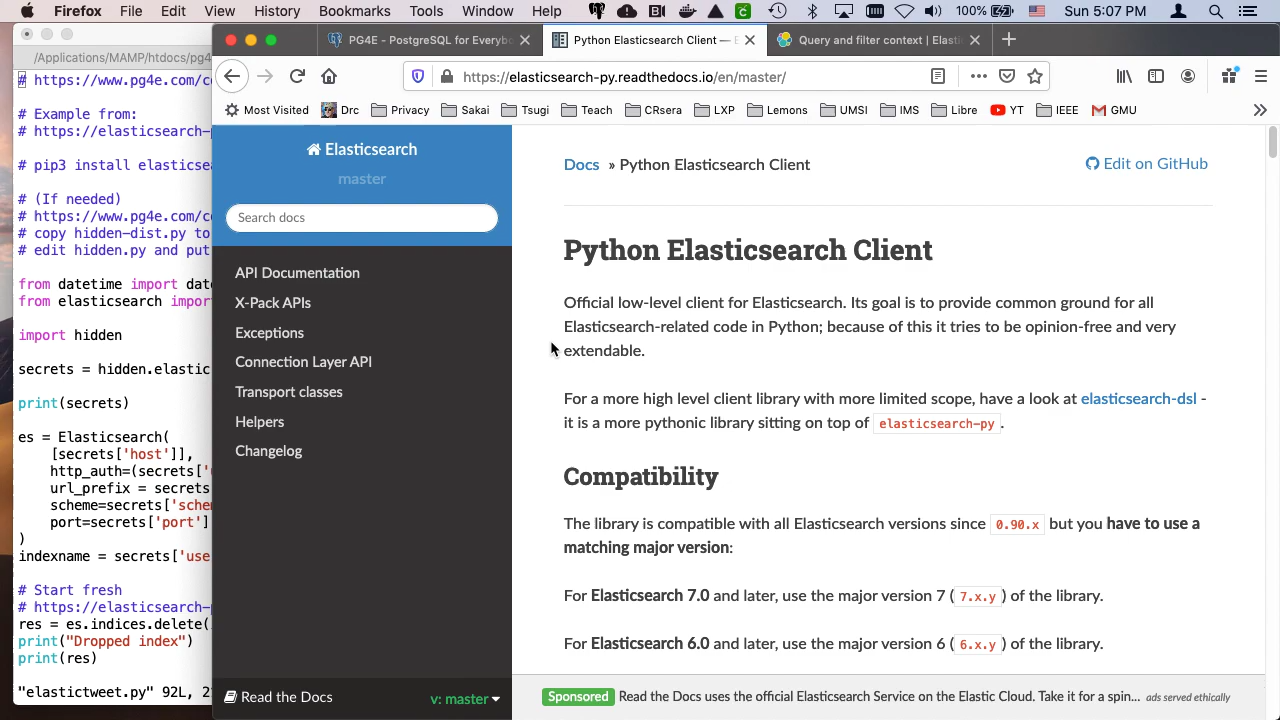 Firefox File Edit View History Bookmarks Tools Window Help 100% Sun 5:07 PM
/Applications/MAMP/htdocs/pg4
PG4E - PostgreSQL for Everyb
Python Elasticsearch Client — E
Query and filter context | Elasti
https://elasticsearch-py.readthedocs.io/en/master/
Most Visited Drc Privacy Sakai Tsugi Teach CRsera LXP Lemons UMSI IMS Libre YT IEEE GMU
# https://www.pg4e.com/c
# Example from:
# https://elasticsearch-p
# pip3 install elasticsea
# (If needed)
# https://www.pg4e.com/c
# copy hidden-dist.py to
# edit hidden.py and put
from datetime import dat
from elasticsearch impor
import hidden
secrets = hidden.elastic
print(secrets)
es = Elasticsearch(
[secrets['host']],
http_auth=(secrets['u
url_prefix = secrets
scheme=secrets['sche
port=secrets['port']
)
indexname = secrets['use
# Start fresh
# https://elasticsearch-p
res = es.indices.delete(
print("Dropped index")
print(res)
"elastictweet.py" 92L, 2
Elasticsearch
master
Search docs
API Documentation
X-Pack APIs
Exceptions
Connection Layer API
Transport classes
Helpers
Changelog
Read the Docs v: master
Docs » Python Elasticsearch Client Edit on GitHub
Python Elasticsearch Client
Official low-level client for Elasticsearch. Its goal is to provide common ground for all
Elasticsearch-related code in Python; because of this it tries to be opinion-free and very
extendable.
For a more high level client library with more limited scope, have a look at elasticsearch-dsl -
it is a more pythonic library sitting on top of elasticsearch-py.
Compatibility
The library is compatible with all Elasticsearch versions since 0.90.x but you have to use a
matching major version:
For Elasticsearch 7.0 and later, use the major version 7 (7.x.y) of the library.
For Elasticsearch 6.0 and later, use the major version 6 (6.x.y) of the library.
Sponsored Read the Docs uses the official Elasticsearch Service on the Elastic Cloud. Take it for a spin... ads served ethically